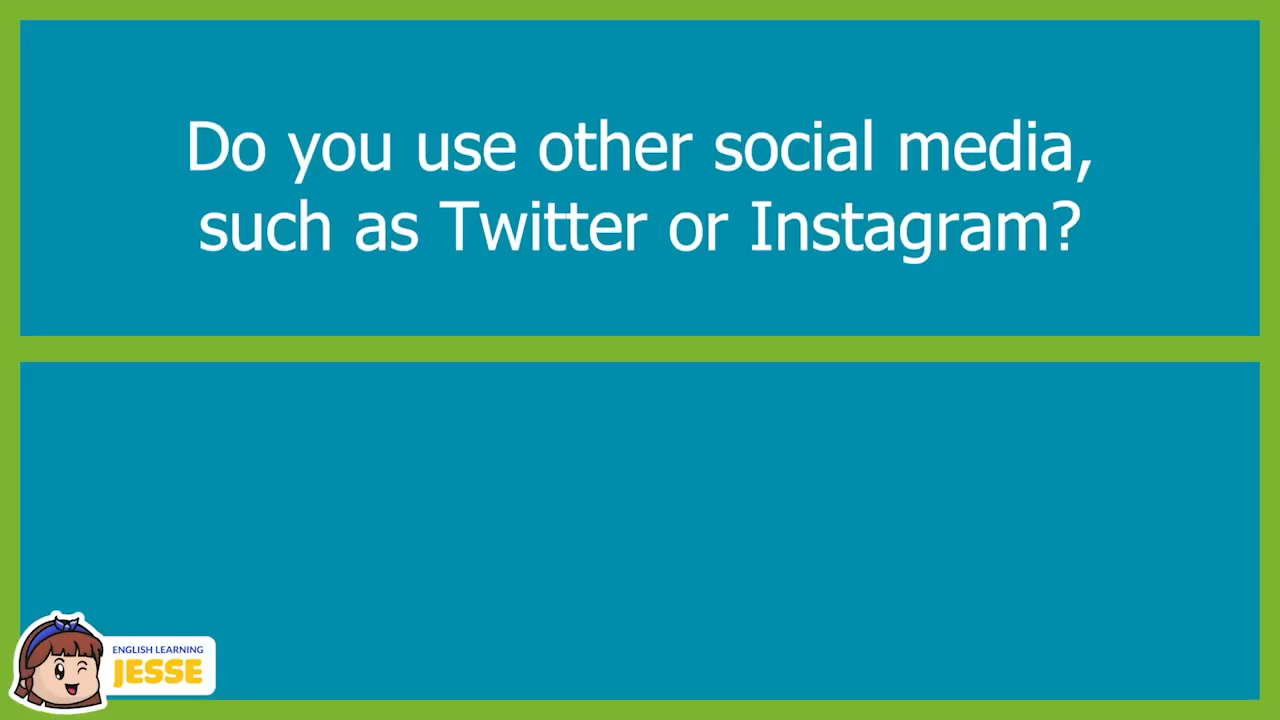 Do you use other social media,
such as Twitter or Instagram?
ENGLISH LEARNING
JESSE